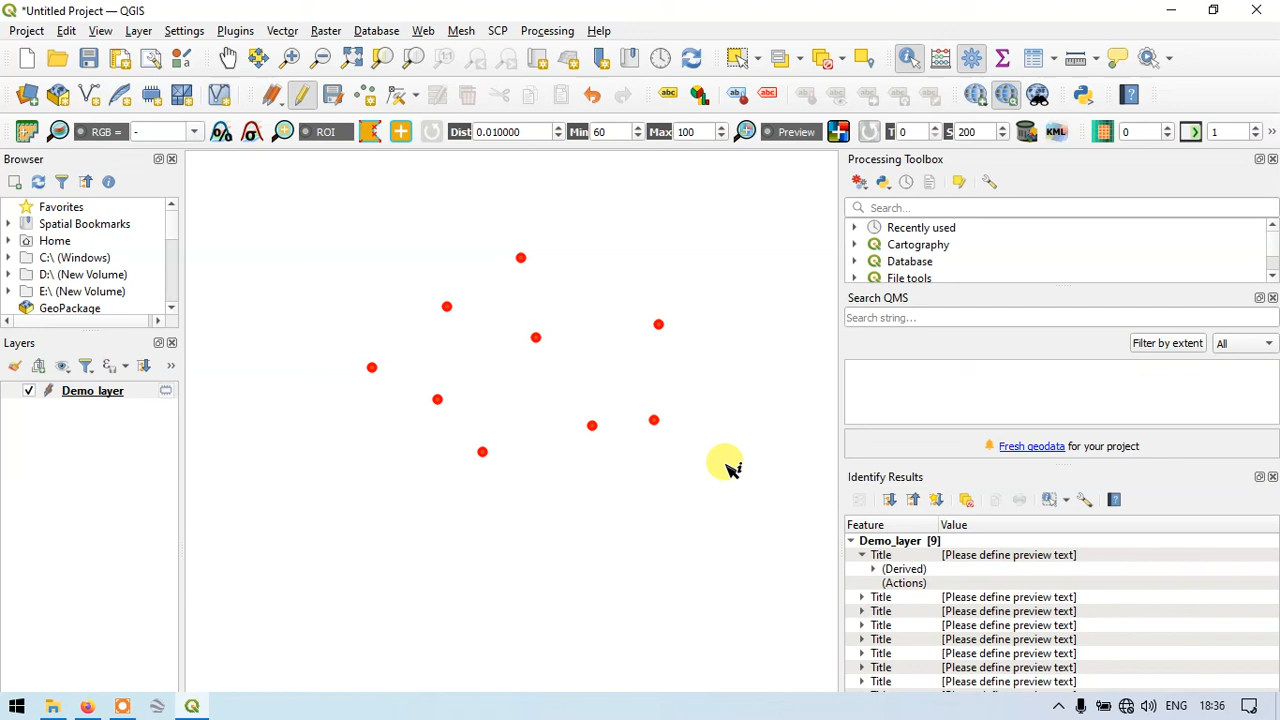 *Untitled Project — QGIS
Project Edit View Layer Settings Plugins Vector Raster Database Web Mesh SCP Processing Help
RGB = - ROI Dist 0.010000 Min 60 Max 100 Preview T 0 S 200 KML 0 1 »
Browser
Favorites
Spatial Bookmarks
Home
C:\ (Windows)
D:\ (New Volume)
E:\ (New Volume)
GeoPackage
Layers
»
Demo_layer
Processing Toolbox
Search...
Recently used
Cartography
Database
File tools
Search QMS
Search string...
Filter by extent All
Fresh geodata for your project
Identify Results
Feature Value
Demo_layer [9]
Title [Please define preview text]
(Derived)
(Actions)
Title [Please define preview text]
Title [Please define preview text]
Title [Please define preview text]
Title [Please define preview text]
Title [Please define preview text]
Title [Please define preview text]
Title [Please define preview text]
ENG 18:36